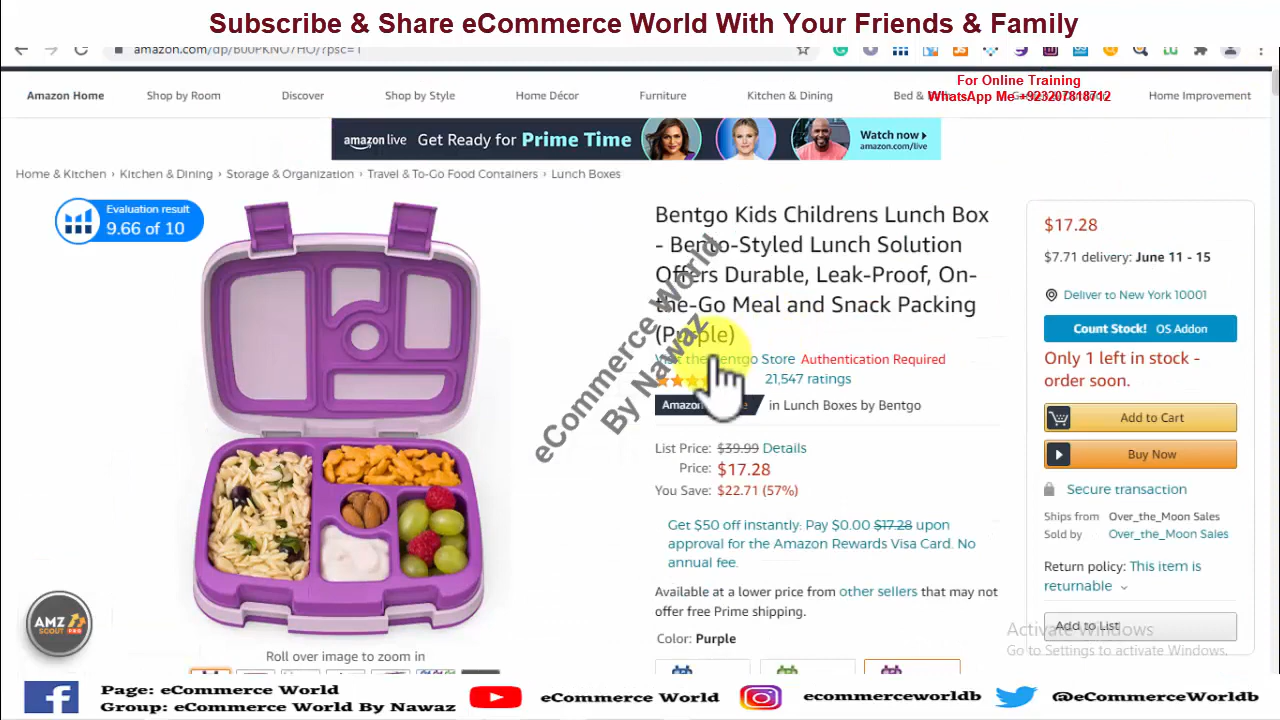 Subscribe & Share eCommerce World With Your Friends & Family
amazon.com/dp/B00PKNO7HO/?psc=1
For Online Training
WhatsApp Me +923207818712
Amazon Home Shop by Room Discover Shop by Style Home Décor Furniture Kitchen & Dining Bed & Home Improvement
amazon live Get Ready for Prime Time Watch now
amazon.com/live
Home & Kitchen › Kitchen & Dining › Storage & Organization › Travel & To-Go Food Containers › Lunch Boxes
Evaluation result
9.66 of 10
Bentgo Kids Childrens Lunch Box
- Bento-Styled Lunch Solution
Offers Durable, Leak-Proof, On-
the-Go Meal and Snack Packing
(Purple)
Visit the Bentgo Store Authentication Required
21,547 ratings
Amazon in Lunch Boxes by Bentgo
List Price: $39.99 Details
Price: $17.28
You Save: $22.71 (57%)
Get $50 off instantly: Pay $0.00 $17.28 upon
approval for the Amazon Rewards Visa Card. No
annual fee.
Available at a lower price from other sellers that may not
offer free Prime shipping.
Color: Purple
eCommerce World
By Nawaz
$17.28
$7.71 delivery: June 11 - 15
Deliver to New York 10001
Count Stock! OS Addon
Only 1 left in stock -
order soon.
Add to Cart
Buy Now
Secure transaction
Ships from Over_the_Moon Sales
Sold by Over_the_Moon Sales
Return policy: This item is
returnable
Add to List
Activate Windows
Go to Settings to activate Windows.
AMZ
SCOUT PRO
Roll over image to zoom in
Page: eCommerce World
Group: eCommerce World By Nawaz
eCommerce World
ecommerceworldb
@eCommerceWorldb